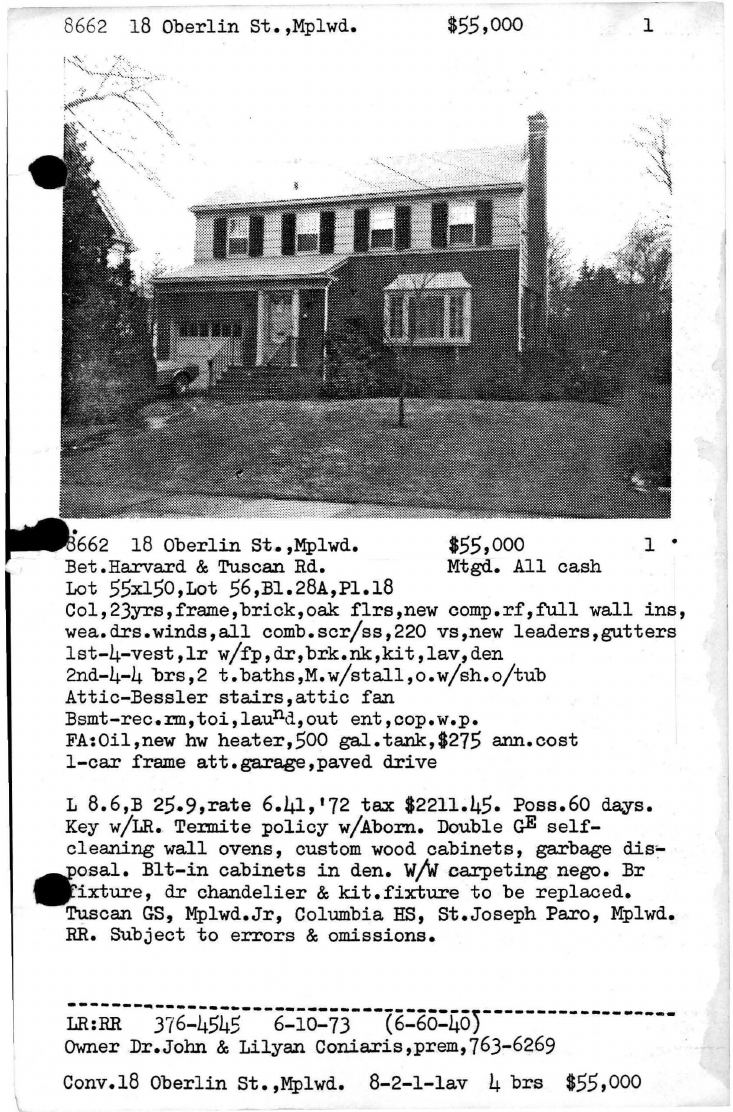 8662 18 Oberlin St.,Mplwd. $55,000 1
8662 18 Oberlin St.,Mplwd. $55,000 1
Bet.Harvard & Tuscan Rd. Mtgd. All cash
Lot 55x150,Lot 56,Bl.28A,Pl.18
Col,23yrs,frame,brick,oak flrs,new comp.rf,full wall ins,
wea.drs.winds,all comb.scr/ss,220 vs,new leaders,gutters
1st-4-vest,lr w/fp,dr,brk.nk,kit,lav,den
2nd-4-4 brs,2 t.baths,M.w/stall,o.w/sh.o/tub
Attic-Bessler stairs,attic fan
Bsmt-rec.rm,toi,laund,out ent,cop.w.p.
FA:Oil,new hw heater,500 gal.tank,$275 ann.cost
1-car frame att.garage,paved drive
L 8.6,B 25.9,rate 6.41,'72 tax $2211.45. Poss.60 days.
Key w/LR. Termite policy w/Aborn. Double GE self-
cleaning wall ovens, custom wood cabinets, garbage dis-
posal. Blt-in cabinets in den. W/W carpeting nego. Br
fixture, dr chandelier & kit.fixture to be replaced.
Tuscan GS, Mplwd.Jr, Columbia HS, St.Joseph Paro, Mplwd.
RR. Subject to errors & omissions.
LR:RR 376-4545 6-10-73 (6-60-40)
Owner Dr.John & Lilyan Coniaris,prem,763-6269
Conv.18 Oberlin St.,Mplwd. 8-2-1-lav 4 brs $55,000